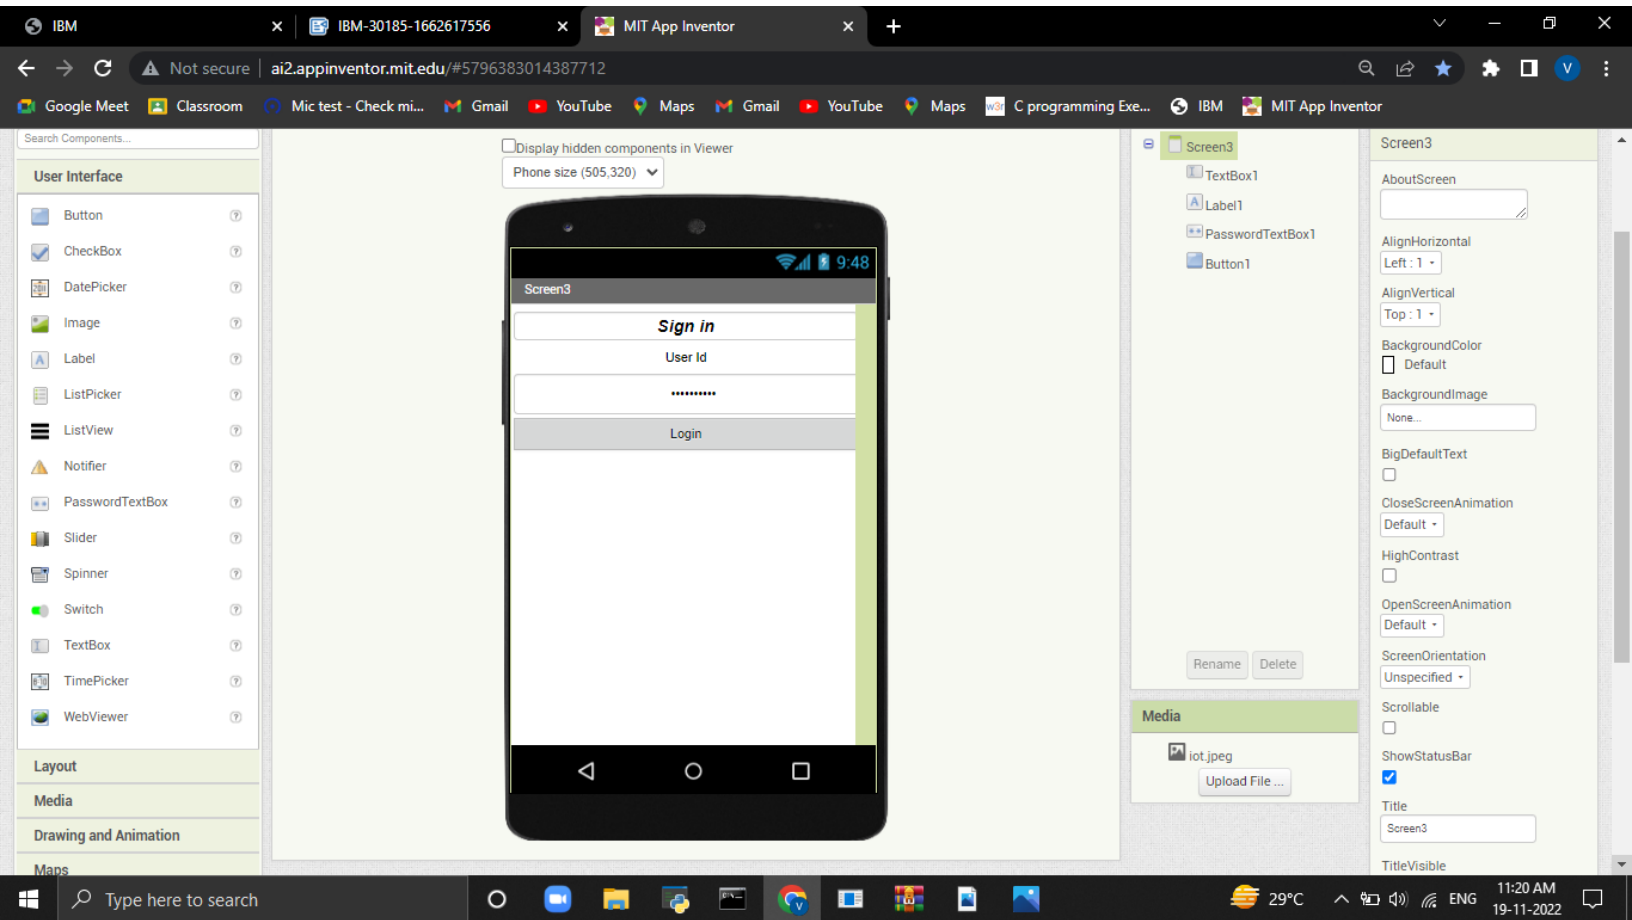 IBM
IBM-30185-1662617556
MIT App Inventor
Not secure
ai2.appinventor.mit.edu/#5796383014387712
V
Google Meet
Classroom
Mic test - Check mi...
Gmail
YouTube
Maps
Gmail
YouTube
Maps
w3r
C programming Exe...
IBM
MIT App Inventor
Search Components...
User Interface
Button
CheckBox
DatePicker
Image
Label
ListPicker
ListView
Notifier
PasswordTextBox
Slider
Spinner
Switch
TextBox
TimePicker
WebViewer
Layout
Media
Drawing and Animation
Maps
Display hidden components in Viewer
Phone size (505,320)
9:48
Screen3
Sign in
User Id
••••••••••
Login
Screen3
TextBox1
Label1
PasswordTextBox1
Button1
Rename
Delete
Media
iot.jpeg
Upload File ...
Screen3
AboutScreen
AlignHorizontal
Left : 1
AlignVertical
Top : 1
BackgroundColor
Default
BackgroundImage
None...
BigDefaultText
CloseScreenAnimation
Default
HighContrast
OpenScreenAnimation
Default
ScreenOrientation
Unspecified
Scrollable
ShowStatusBar
Title
Screen3
TitleVisible
Type here to search
29°C
ENG
11:20 AM
19-11-2022